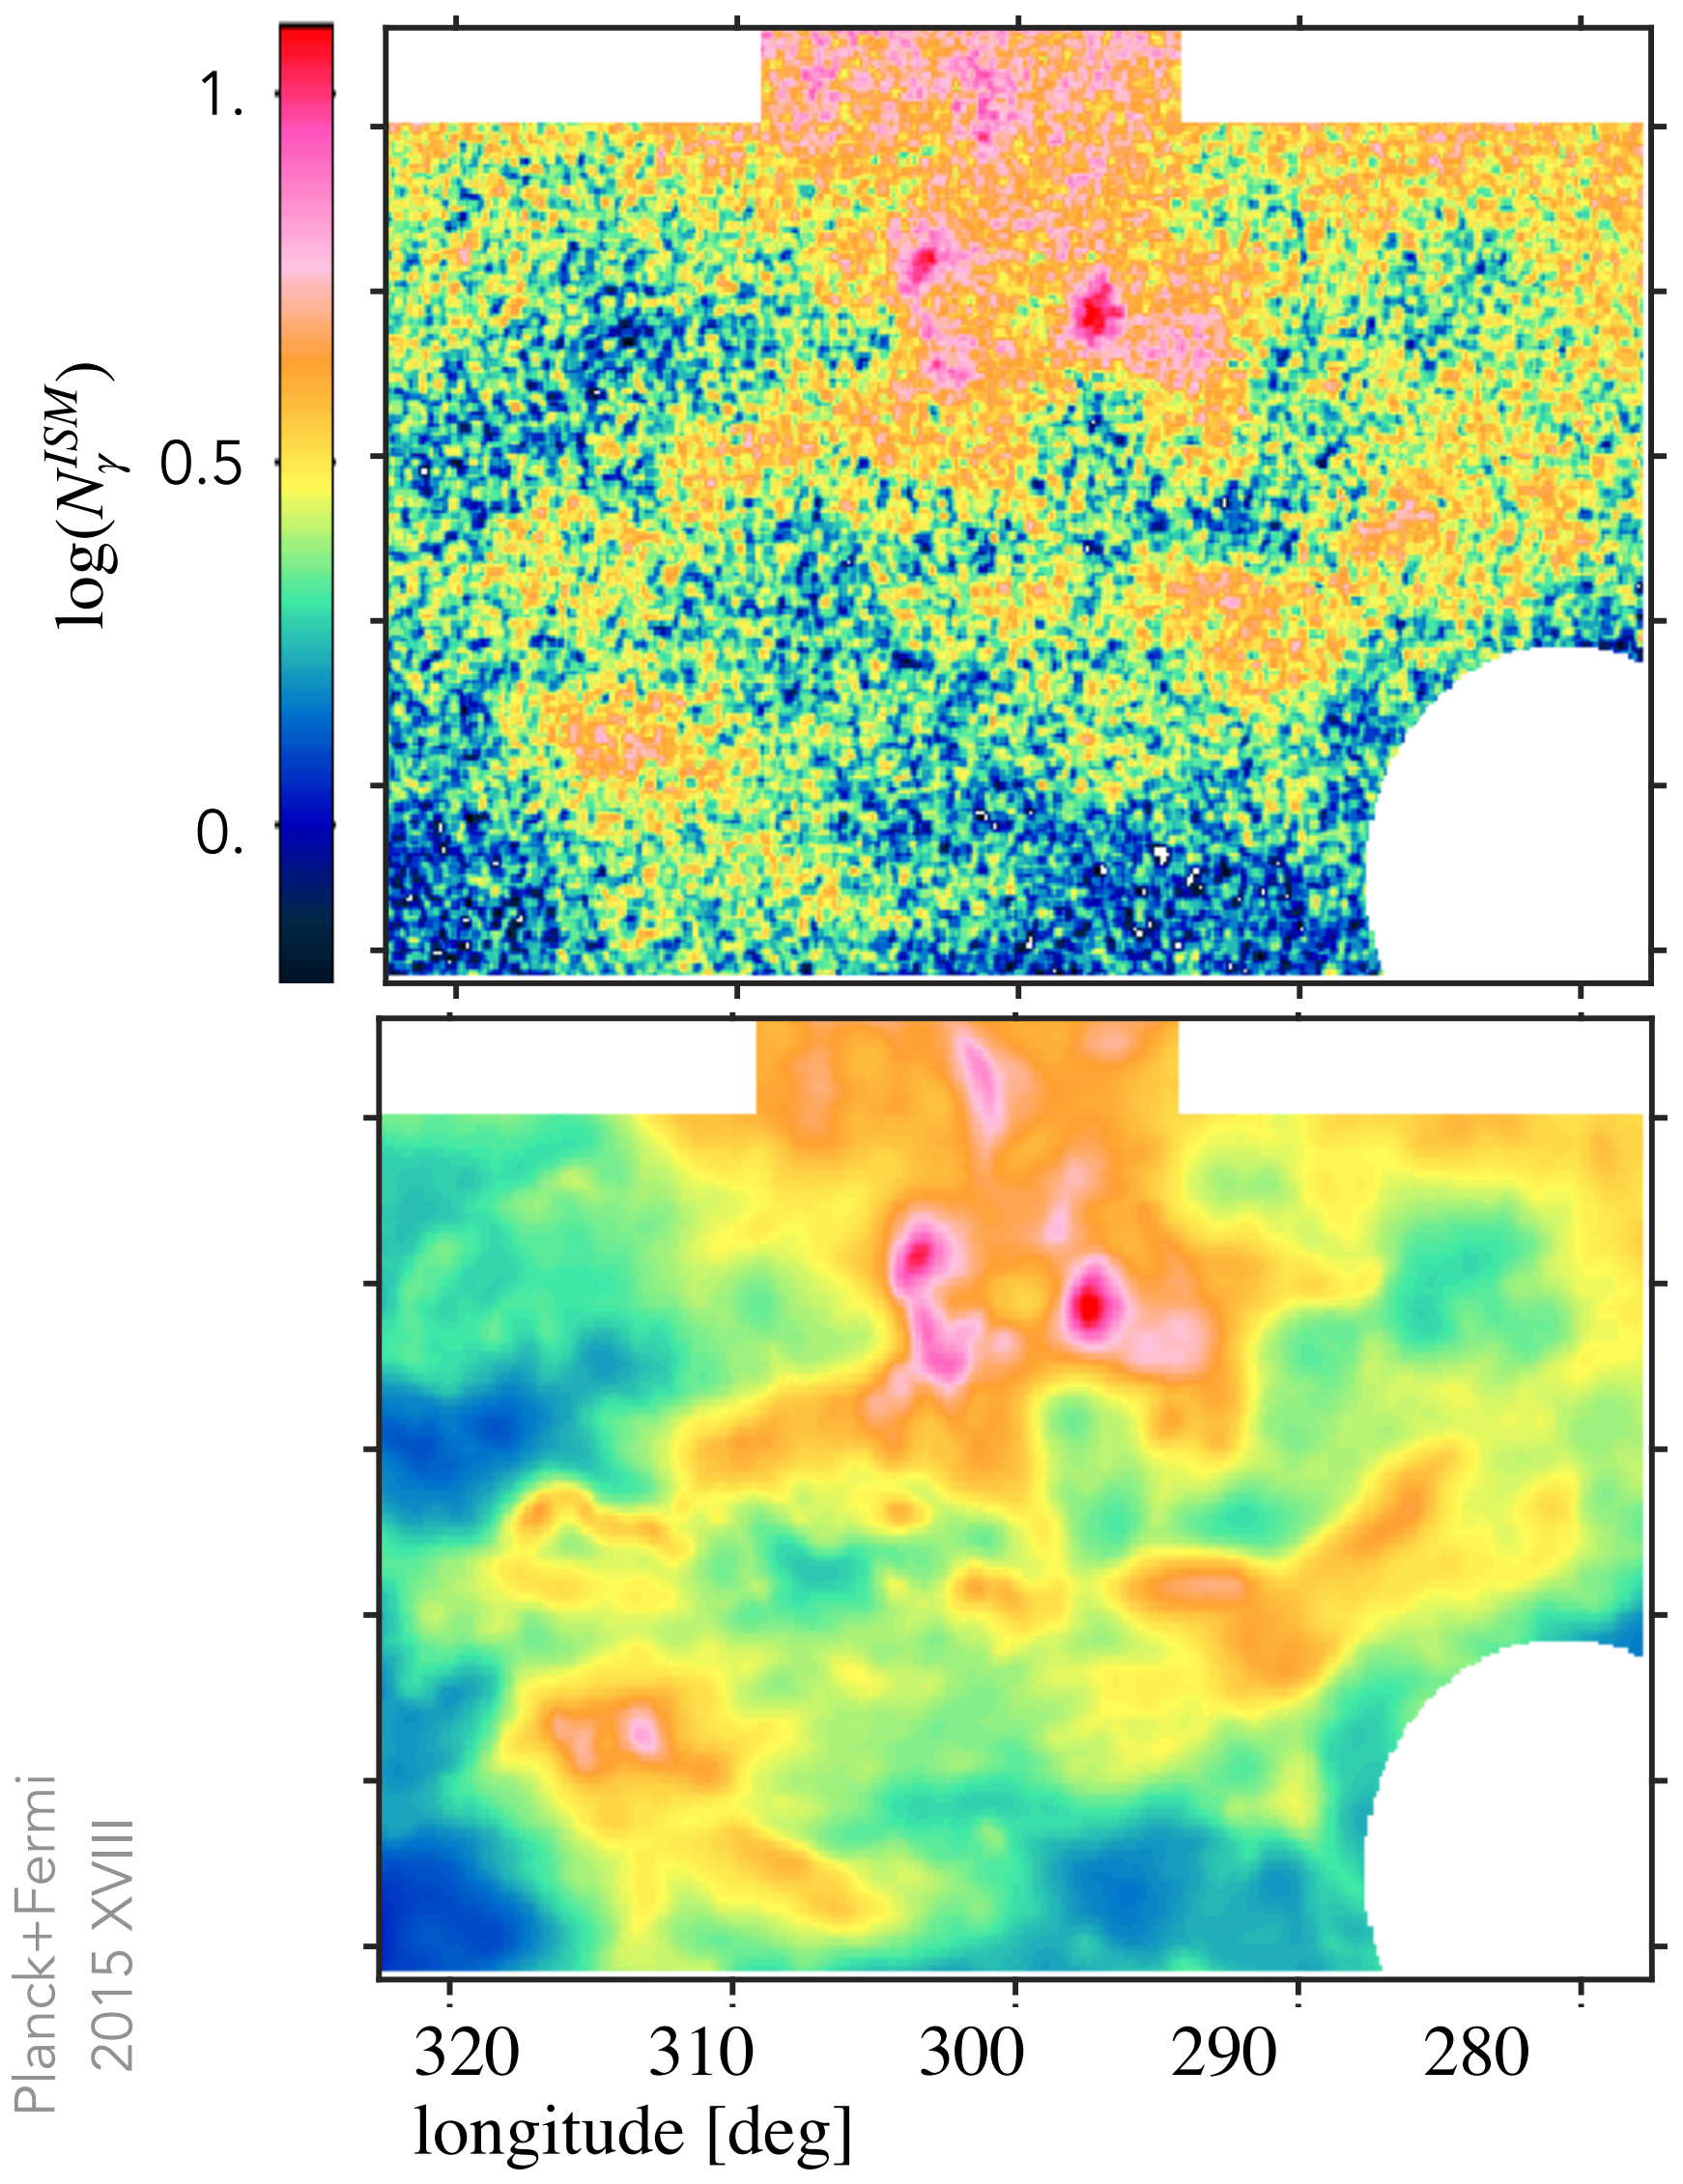 1.
0.5
0.
log(N_γ^{ISM})
Planck+Fermi
2015 XVIII
320 310 300 290 280
longitude [deg]